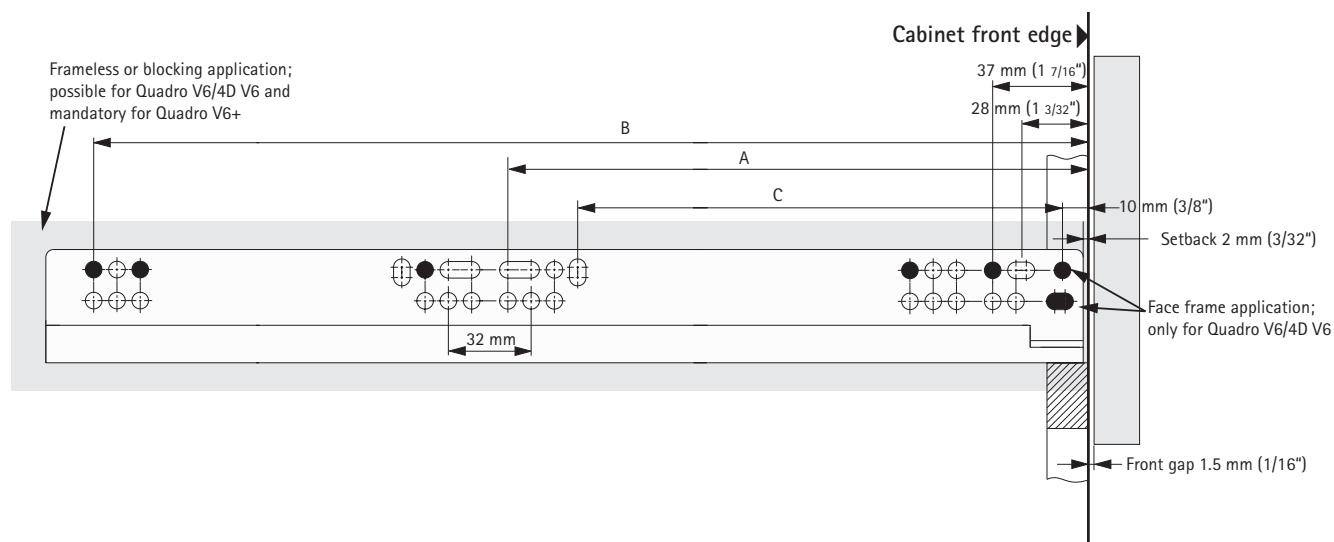 Cabinet front edge
Frameless or blocking application;
possible for Quadro V6/4D V6 and
mandatory for Quadro V6+
37 mm (1 7/16“)
28 mm (1 3/32“)
B
A
C
10 mm (3/8“)
Setback 2 mm (3/32“)
Face frame application;
only for Quadro V6/4D V6
32 mm
Front gap 1.5 mm (1/16“)